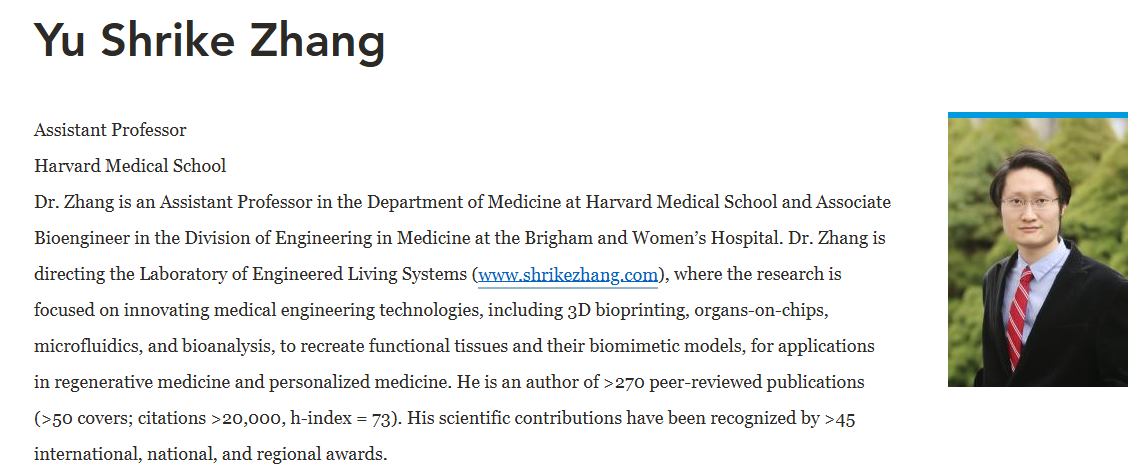 Yu Shrike Zhang
Assistant Professor
Harvard Medical School
Dr. Zhang is an Assistant Professor in the Department of Medicine at Harvard Medical School and Associate
Bioengineer in the Division of Engineering in Medicine at the Brigham and Women’s Hospital. Dr. Zhang is
directing the Laboratory of Engineered Living Systems (www.shrikezhang.com), where the research is
focused on innovating medical engineering technologies, including 3D bioprinting, organs-on-chips,
microfluidics, and bioanalysis, to recreate functional tissues and their biomimetic models, for applications
in regenerative medicine and personalized medicine. He is an author of >270 peer-reviewed publications
(>50 covers; citations >20,000, h-index = 73). His scientific contributions have been recognized by >45
international, national, and regional awards.